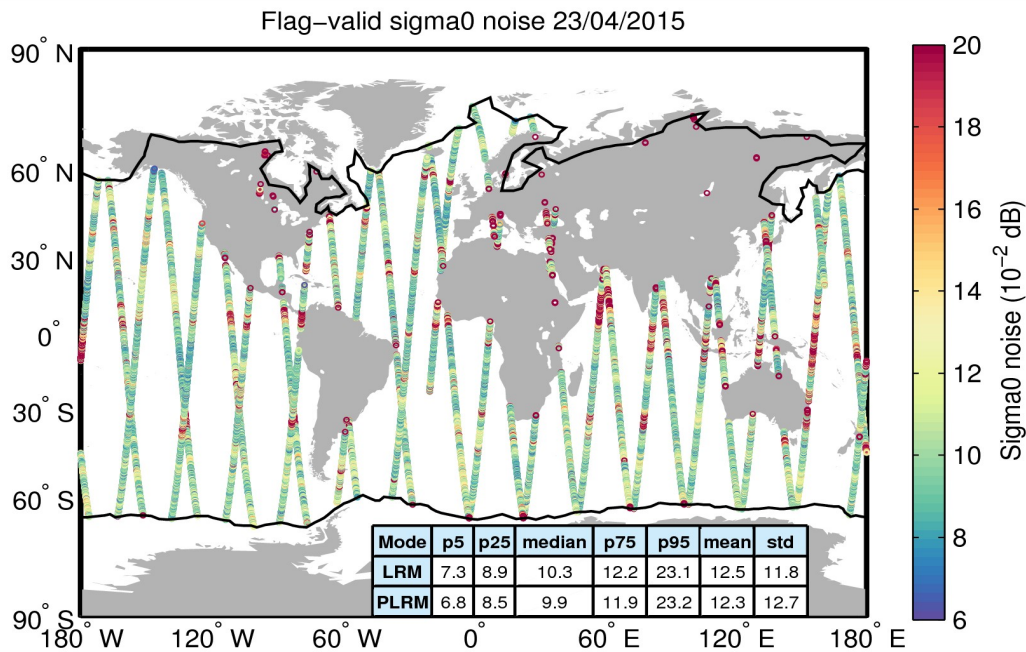 Flag−valid sigma0 noise 23/04/2015
90° N
60° N
30° N
0°
30° S
60° S
90° S
180° W
120° W
60° W
0°
60° E
120° E
180° E
Mode p5 p25 median p75 p95 mean std
LRM 7.3 8.9 10.3 12.2 23.1 12.5 11.8
PLRM 6.8 8.5 9.9 11.9 23.2 12.3 12.7
20
18
16
14
12
10
8
6
Sigma0 noise (10⁻² dB)